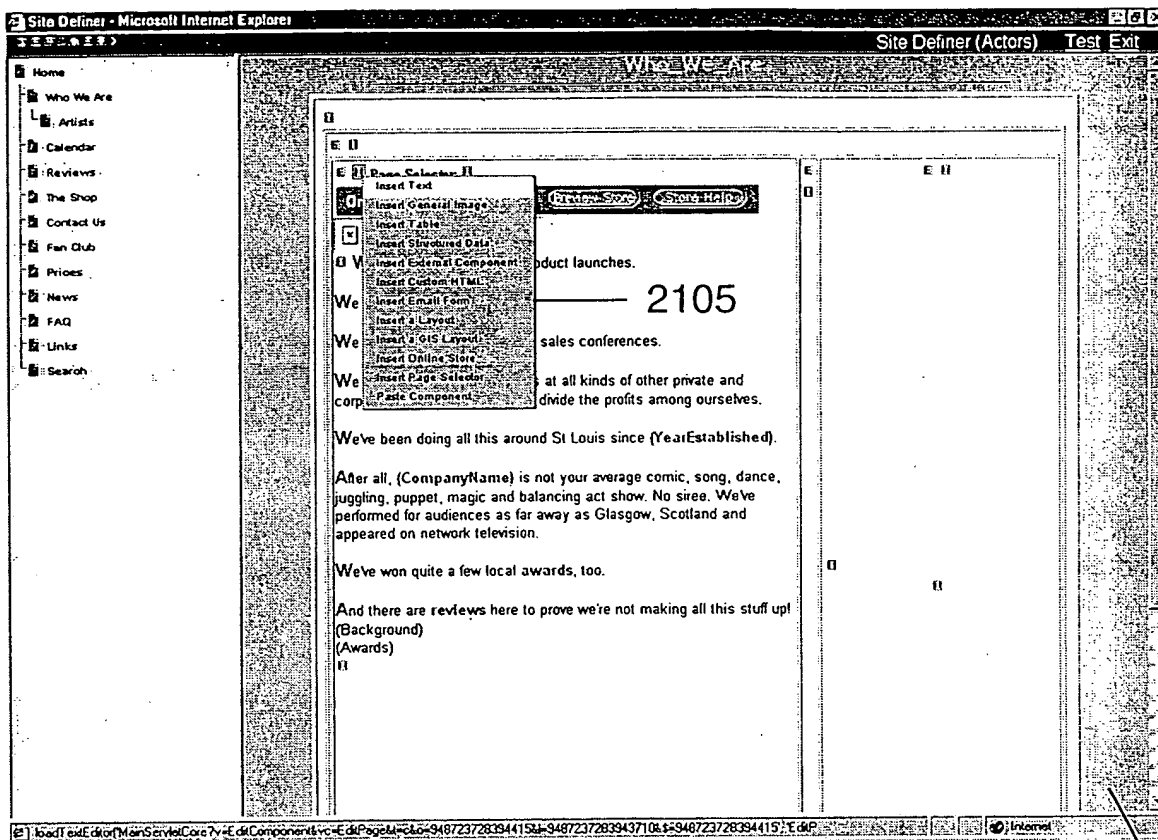 Site Definer - Microsoft Internet Explorer
Site Definer (Actors) Test Exit
Home
Who We Are
Artists
Calendar
Reviews
The Shop
Contact Us
Fan Club
Prices
News
FAQ
Links
Search
Who_We_Are
E I
E I Page Selector I
E
E I
Insert Text
Insert General Image
Insert Table
Insert Structured Data
Insert External Component
Insert Custom HTML
Insert Email Form
Insert a Layout
Insert a GIS Layout
Insert Online Store
Insert Page Selector
Paste Component
Preview Store Store Help
oduct launches.
2105
We
We sales conferences.
We at all kinds of other private and
corp divide the profits among ourselves.
We've been doing all this around St Louis since {YearEstablished}.
After all, {CompanyName} is not your average comic, song, dance,
juggling, puppet, magic and balancing act show. No siree. We've
performed for audiences as far away as Glasgow, Scotland and
appeared on network television.
We've won quite a few local awards, too.
And there are reviews here to prove we're not making all this stuff up!
(Background)
(Awards)
Internet